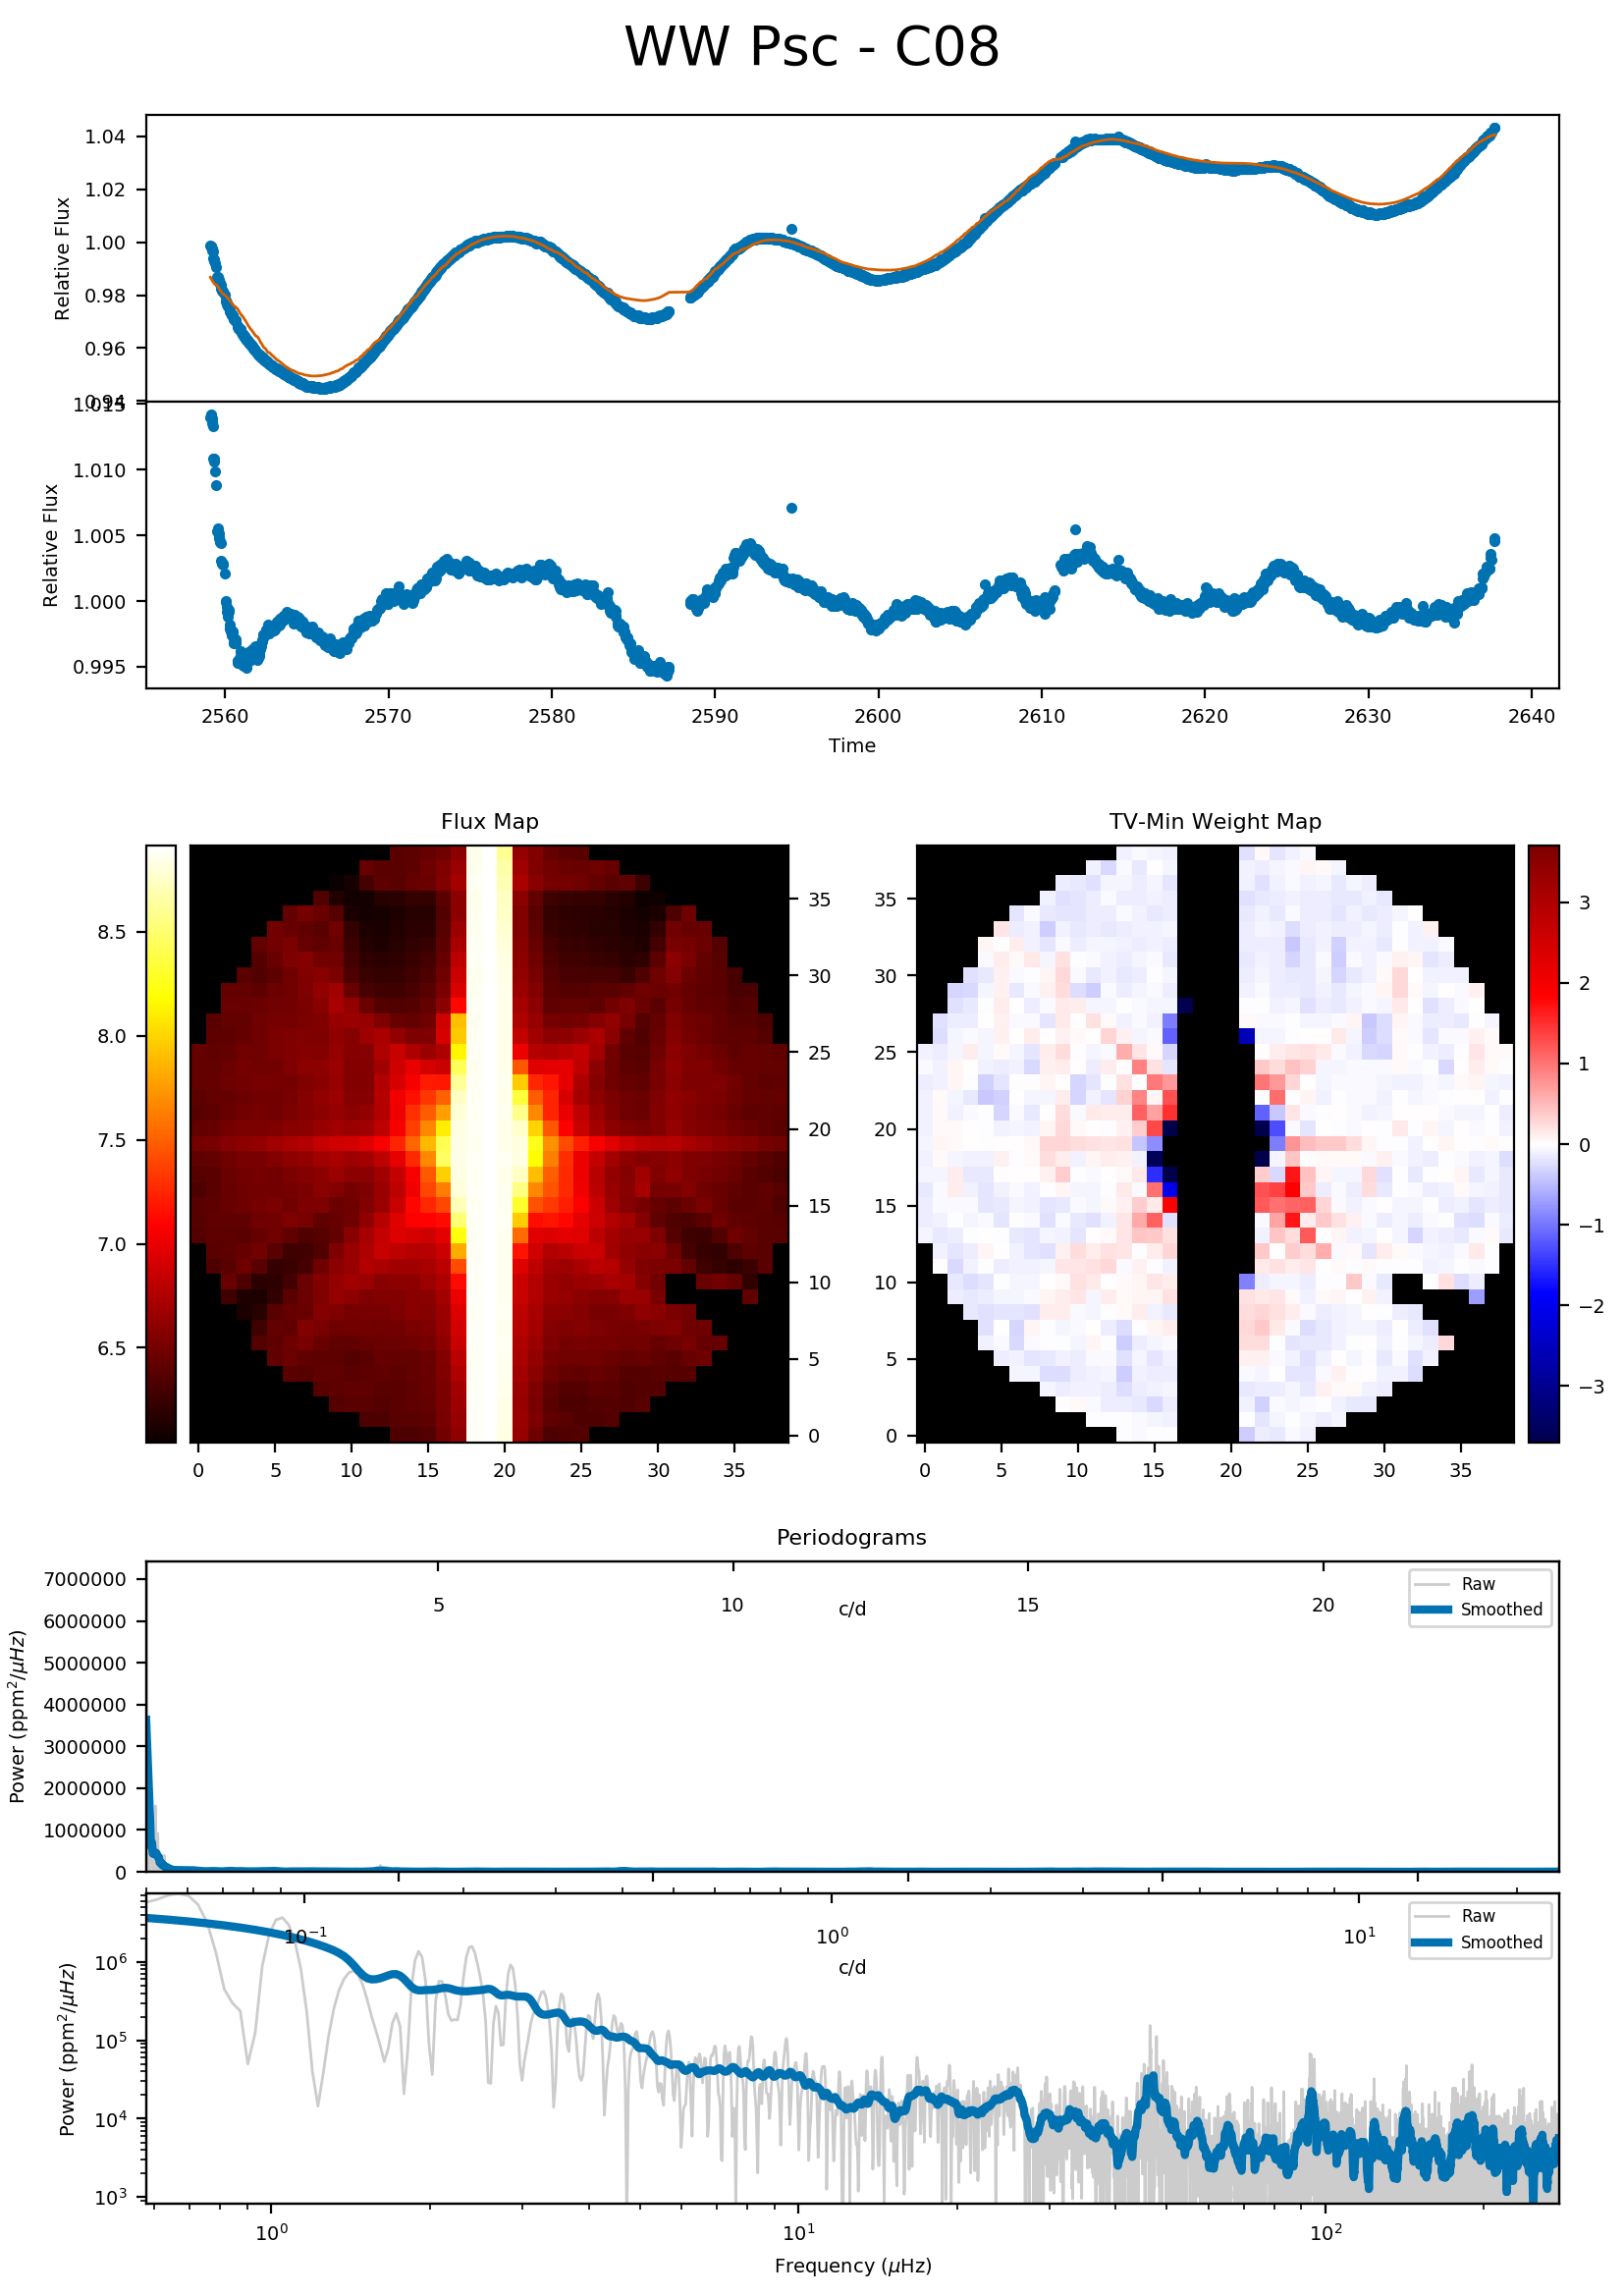 WW Psc - C08
1.04
1.02
1.00
0.98
0.96
0.94
Relative Flux
1.015
1.010
1.005
1.000
0.995
Relative Flux
2560 2570 2580 2590 2600 2610 2620 2630 2640
Time
Flux Map
TV-Min Weight Map
8.5
8.0
7.5
7.0
6.5
35
30
25
20
15
10
5
0
0 5 10 15 20 25 30 35
35
30
25
20
15
10
5
0
0 5 10 15 20 25 30 35
3
2
1
0
−1
−2
−3
Periodograms
7000000
6000000
5000000
4000000
3000000
2000000
1000000
0
Power (ppm²/μHz)
5 10 15 20
c/d
Raw
Smoothed
10⁶
10⁵
10⁴
10³
Power (ppm²/μHz)
10⁻¹ 10⁰ 10¹
c/d
Raw
Smoothed
10⁰ 10¹ 10²
Frequency (μHz)